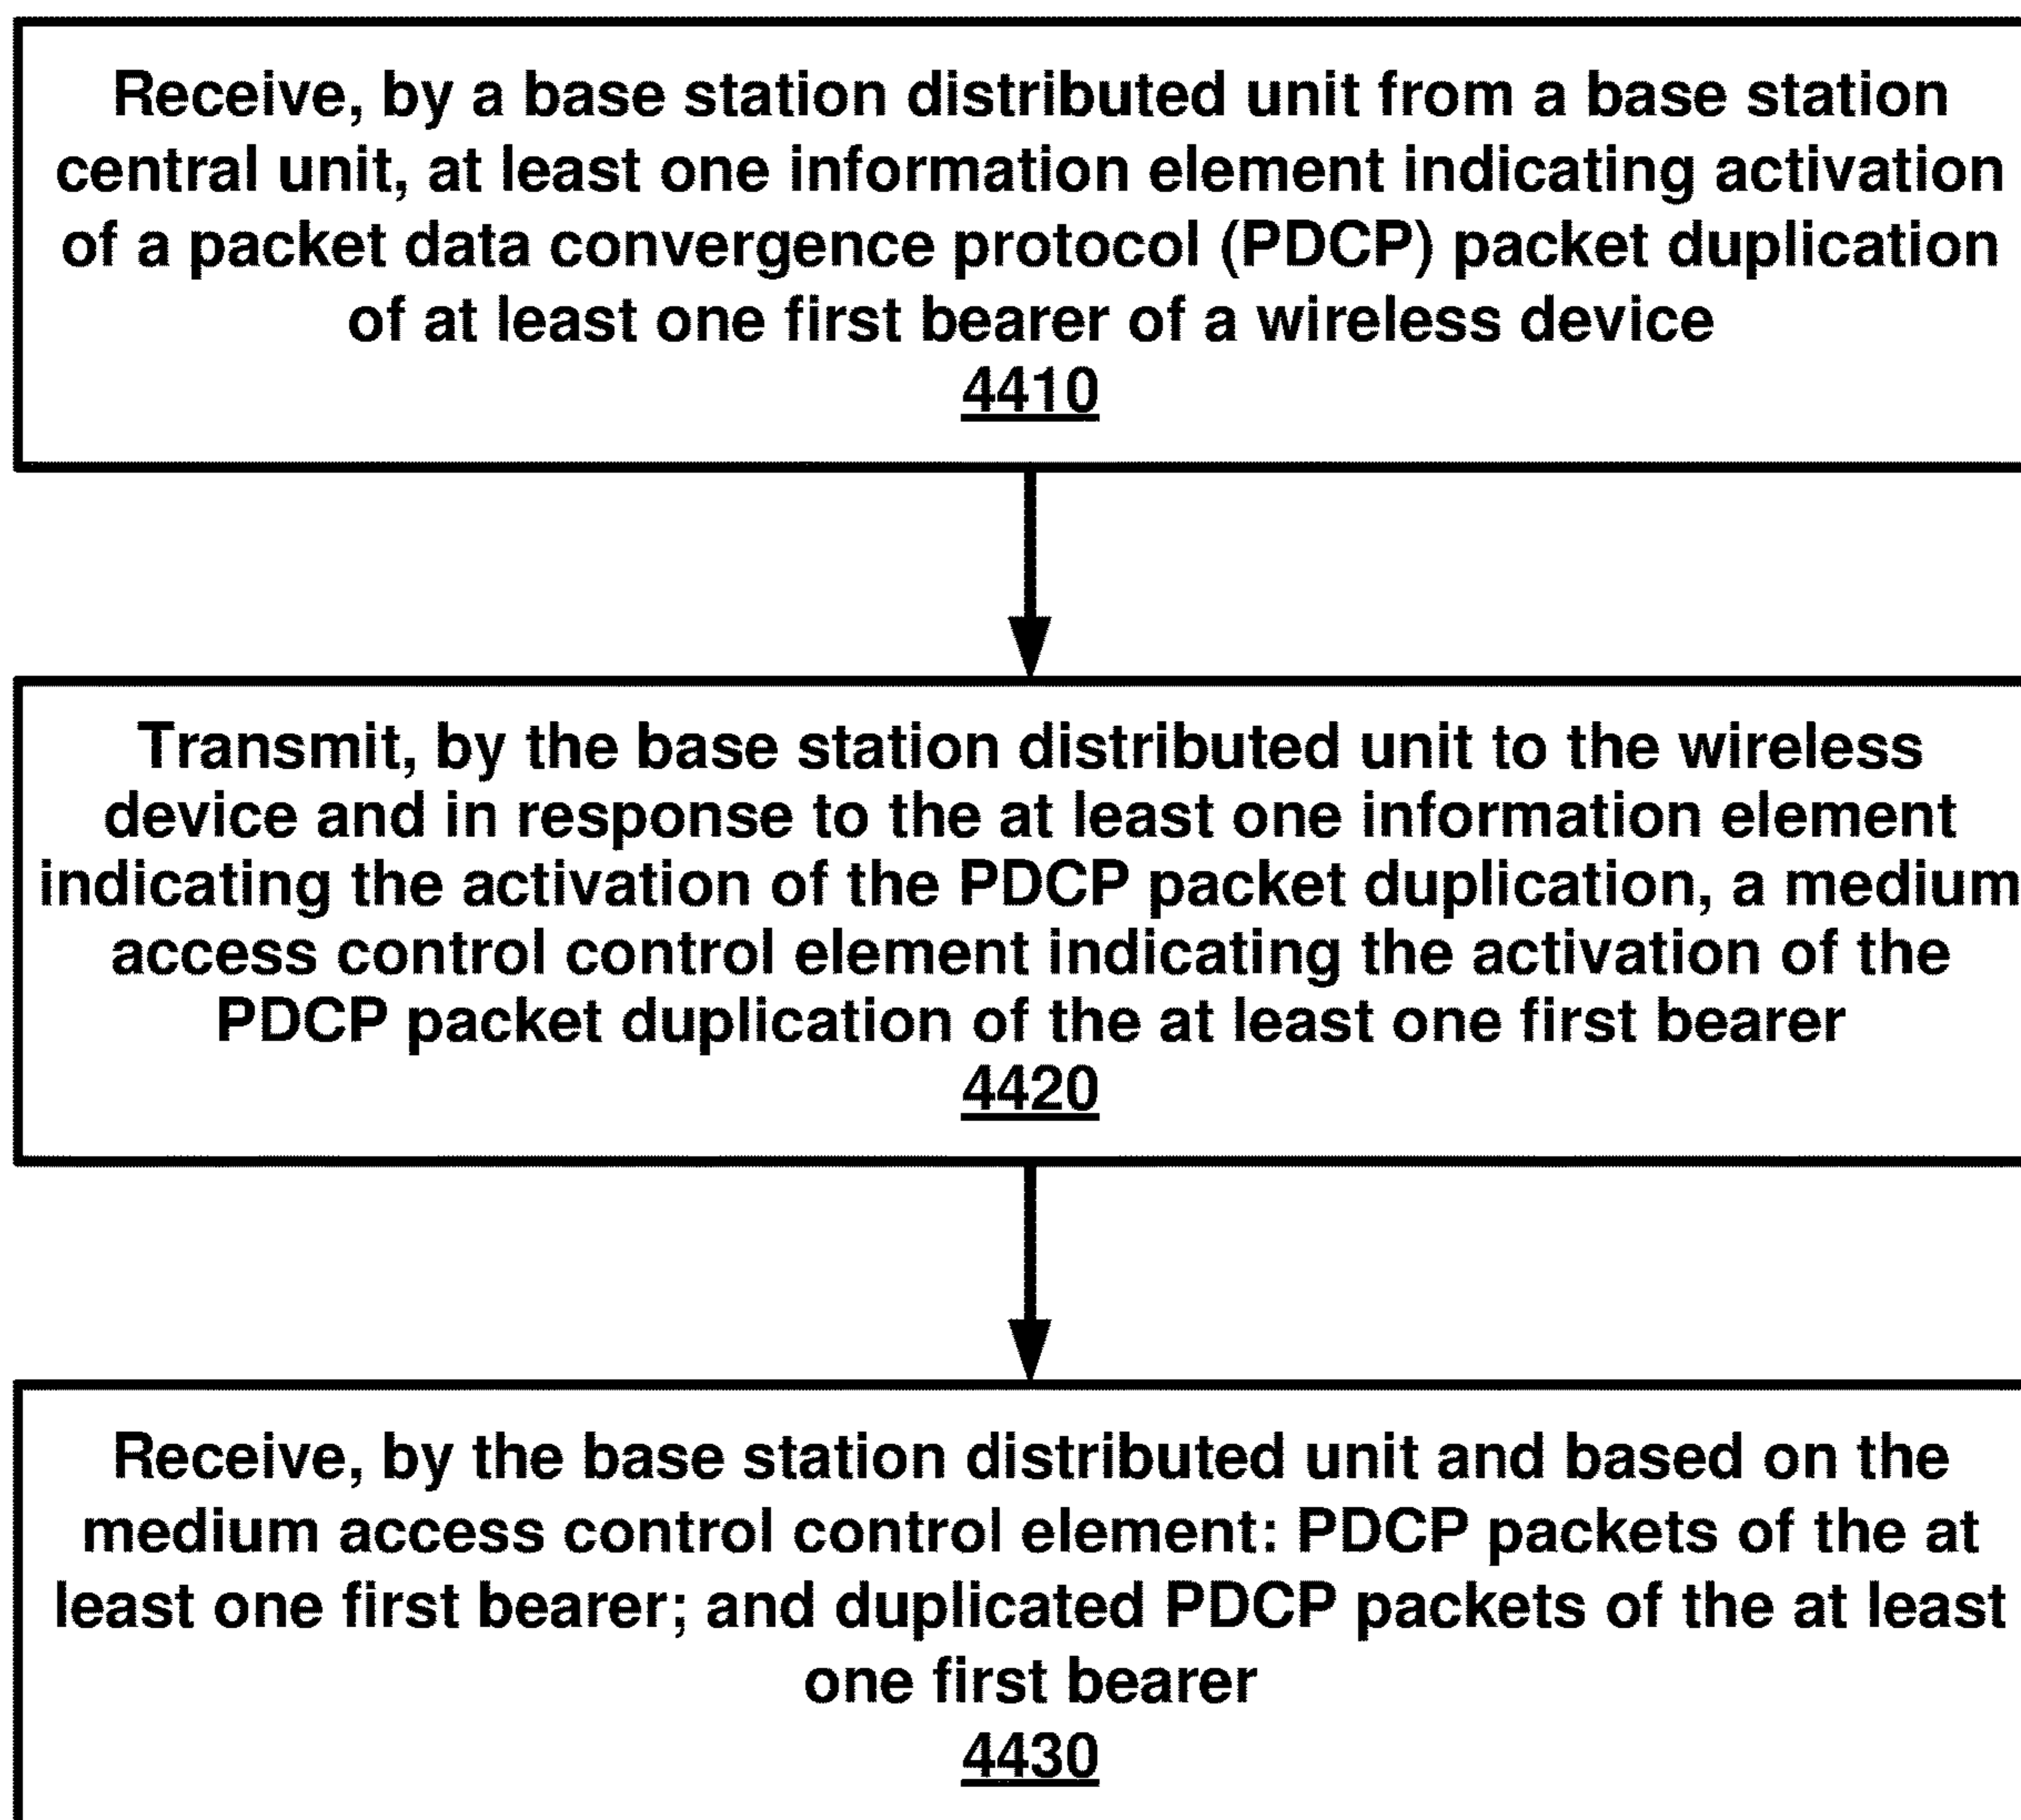 Receive, by a base station distributed unit from a base station
central unit, at least one information element indicating activation
of a packet data convergence protocol (PDCP) packet duplication
of at least one first bearer of a wireless device
4410
Transmit, by the base station distributed unit to the wireless
device and in response to the at least one information element
indicating the activation of the PDCP packet duplication, a medium
access control control element indicating the activation of the
PDCP packet duplication of the at least one first bearer
4420
Receive, by the base station distributed unit and based on the
medium access control control element: PDCP packets of the at
least one first bearer; and duplicated PDCP packets of the at least
one first bearer
4430